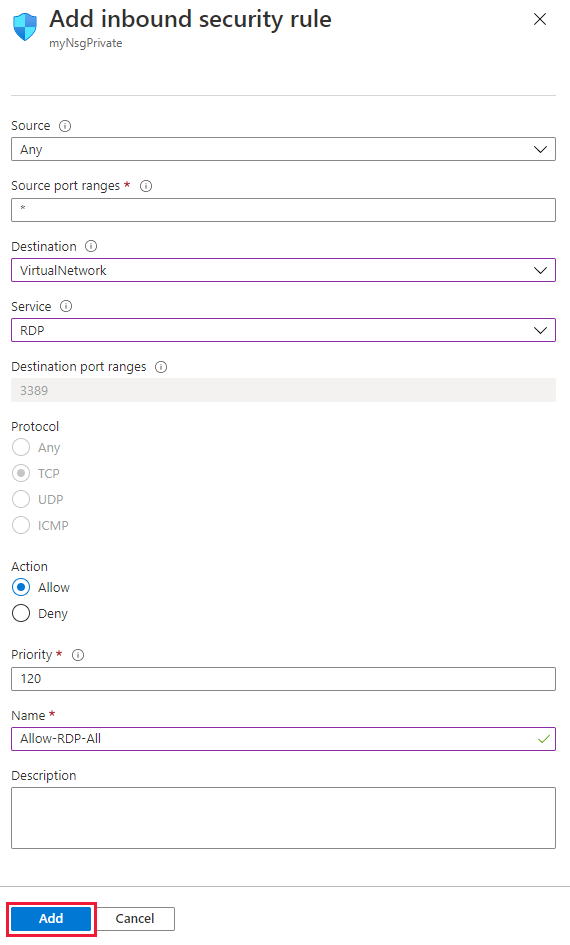 Add inbound security rule
myNsgPrivate
Source
Any
Source port ranges *
*
Destination
VirtualNetwork
Service
RDP
Destination port ranges
3389
Protocol
Any
TCP
UDP
ICMP
Action
Allow
Deny
Priority *
120
Name *
Allow-RDP-All
Description
Add Cancel